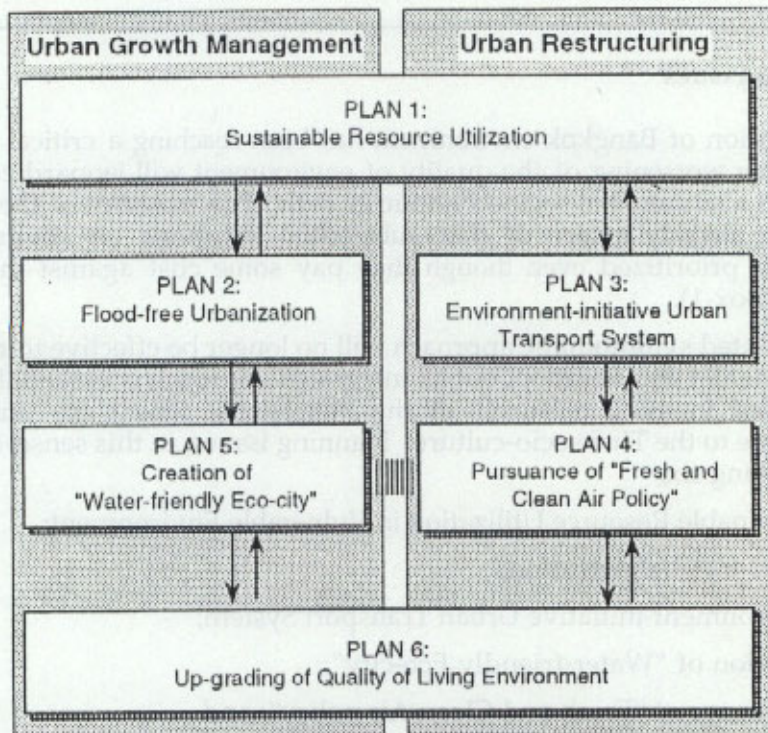 Urban Growth Management
Urban Restructuring
PLAN 1:
Sustainable Resource Utilization
PLAN 2:
Flood-free Urbanization
PLAN 3:
Environment-initiative Urban
Transport System
PLAN 5:
Creation of
"Water-friendly Eco-city"
PLAN 4:
Pursuance of "Fresh and
Clean Air Policy"
PLAN 6:
Up-grading of Quality of Living Environment